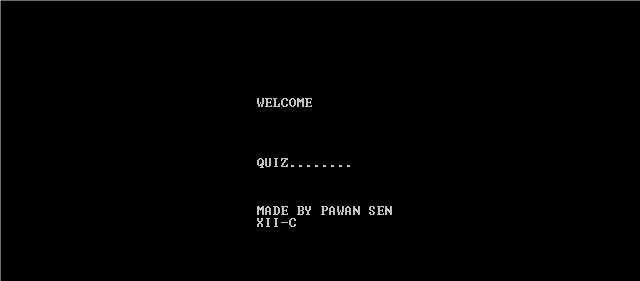 WELCOME
QUIZ........
MADE BY PAWAN SEN
XII-C